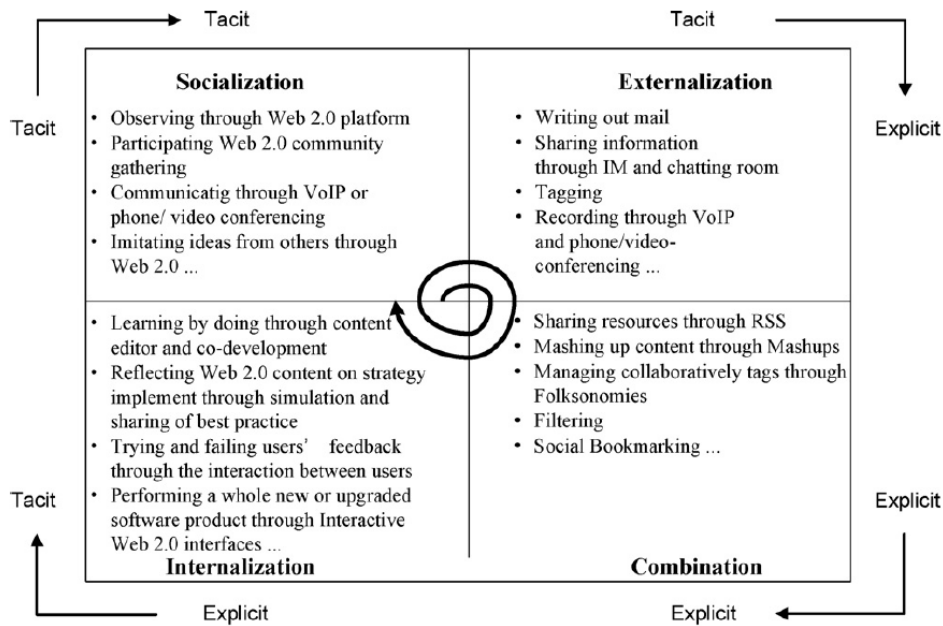 Tacit
Tacit
Tacit
Explicit
Socialization
• Observing through Web 2.0 platform
• Participating Web 2.0 community
gathering
• Communicatig through VoIP or
phone/ video conferencing
• Imitating ideas from others through
Web 2.0 ...
Externalization
• Writing out mail
• Sharing information
through IM and chatting room
• Tagging
• Recording through VoIP
and phone/video-
conferencing ...
• Learning by doing through content
editor and co-development
• Reflecting Web 2.0 content on strategy
implement through simulation and
sharing of best practice
• Trying and failing users’ feedback
through the interaction between users
• Performing a whole new or upgraded
software product through Interactive
Web 2.0 interfaces ...
Internalization
• Sharing resources through RSS
• Mashing up content through Mashups
• Managing collaboratively tags through
Folksonomies
• Filtering
• Social Bookmarking ...
Combination
Tacit
Explicit
Explicit
Explicit